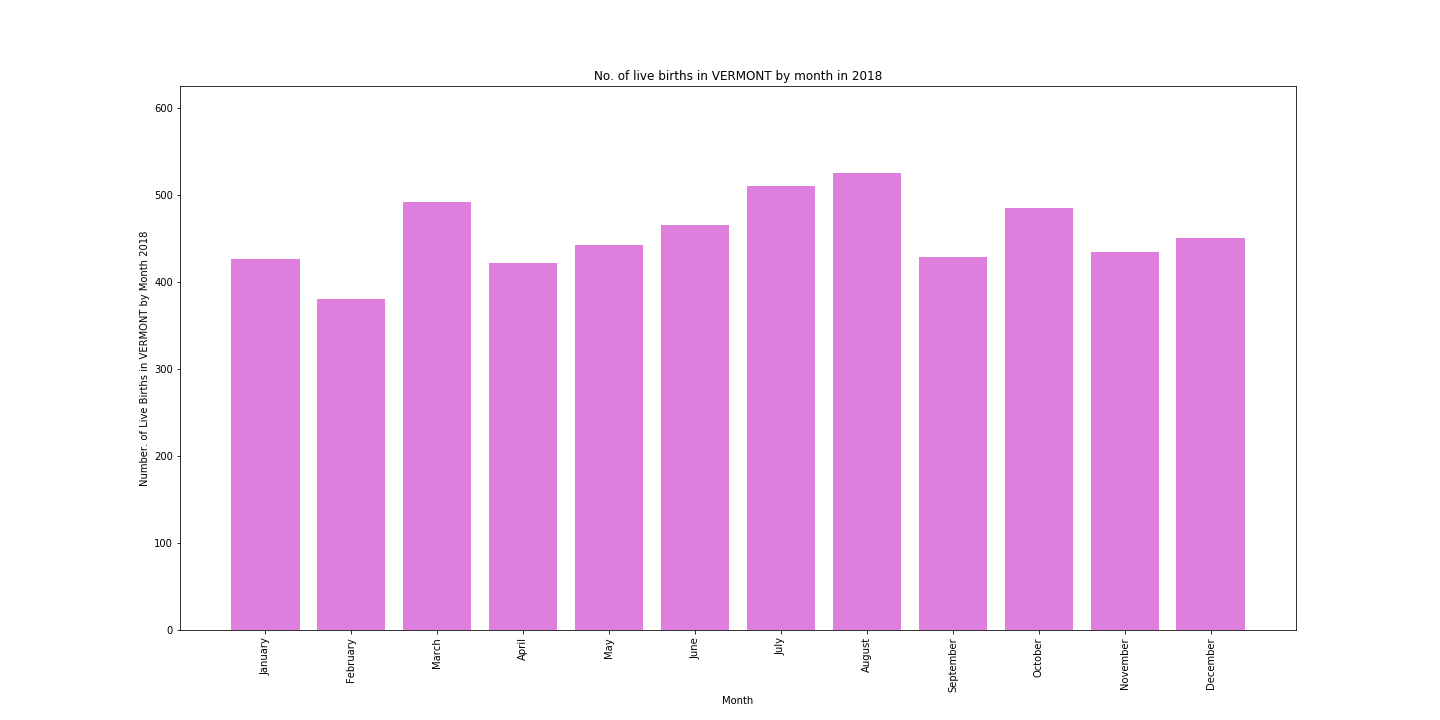 No. of live births in VERMONT by month in 2018
Number. of Live Births in VERMONT by Month 2018
600
500
400
300
200
100
0
January
February
March
April
May
June
July
August
September
October
November
December
Month